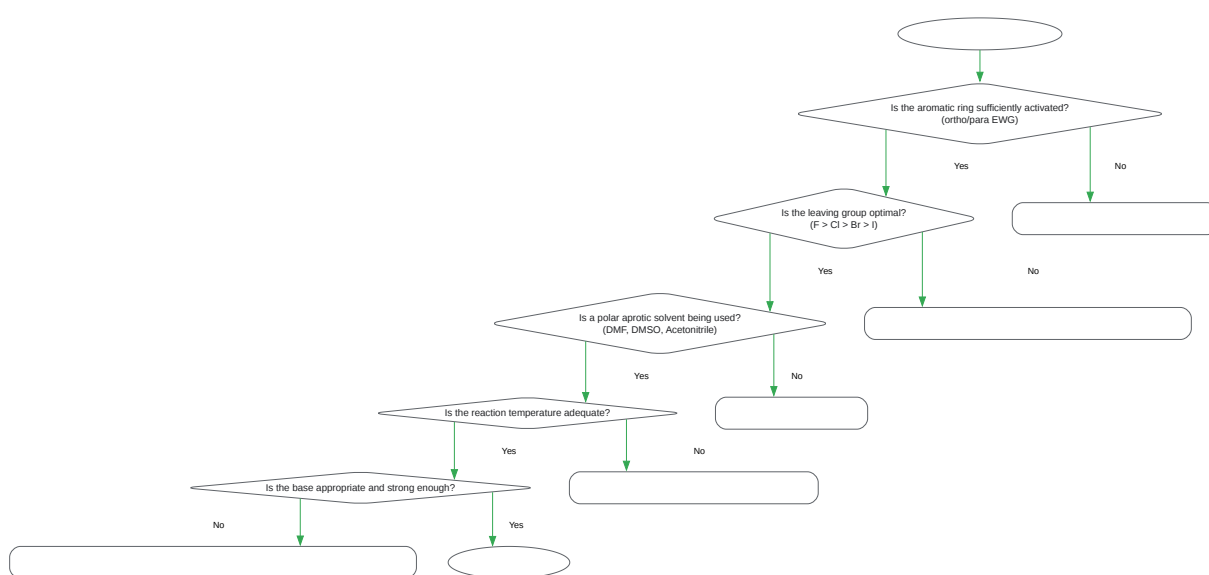 Is the aromatic ring sufficiently activated?
(ortho/para EWG)
Yes
No
Is the leaving group optimal?
(F > Cl > Br > I)
Yes
No
Is a polar aprotic solvent being used?
(DMF, DMSO, Acetonitrile)
Yes
No
Is the reaction temperature adequate?
Yes
No
Is the base appropriate and strong enough?
No
Yes